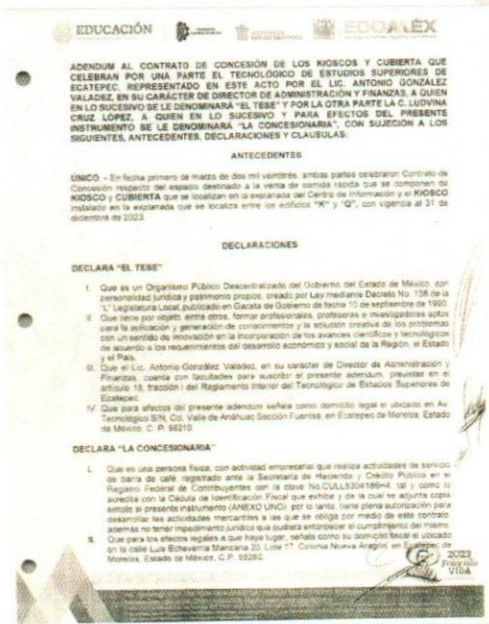 EDUCACIÓN
EDOMÉX
ADENDUM AL CONTRATO DE CONCESIÓN DE LOS KIOSCOS Y CUBIERTA QUE
CELEBRAN POR UNA PARTE EL TECNOLÓGICO DE ESTUDIOS SUPERIORES DE
ECATEPEC, REPRESENTADO EN ESTE ACTO POR EL LIC. ANTONIO GONZÁLEZ
VALADEZ, EN SU CARÁCTER DE DIRECTOR DE ADMINISTRACIÓN Y FINANZAS, A QUIEN
EN LO SUCESIVO SE LE DENOMINARÁ "EL TESE" Y POR LA OTRA PARTE LA C. LUDVINA
CRUZ LÓPEZ, A QUIEN EN LO SUCESIVO Y PARA EFECTOS DEL PRESENTE
INSTRUMENTO SE LE DENOMINARÁ "LA CONCESIONARIA", CON SUJECIÓN A LOS
SIGUIENTES, ANTECEDENTES, DECLARACIONES Y CLAUSULAS:
ANTECEDENTES
ÚNICO. - En fecha primero de marzo de dos mil veintitrés, ambas partes celebraron Contrato de
Concesión respecto del espacio destinado a la venta de comida rápida que se componen de
KIOSCO y CUBIERTA que se localizan en la explanada del Centro de Información y el KIOSCO
instalado en la explanada que se localiza entre los edificios "K" y "Q", con vigencia al 31 de
diciembre de 2023.
DECLARACIONES
DECLARA "EL TESE"
I. Que es un Organismo Público Descentralizado del Gobierno del Estado de México, con
personalidad jurídica y patrimonio propios, creado por Ley mediante Decreto No. 138 de la
"L" Legislatura Local, publicado en Gaceta de Gobierno de fecha 10 de septiembre de 1990.
II. Que tiene por objeto entre otros, formar profesionales, profesores e investigadores aptos
para la aplicación y generación de conocimientos y la solución creativa de los problemas
con un sentido de innovación en la incorporación de los avances científicos y tecnológicos
de acuerdo a los requerimientos del desarrollo económico y social de la Región, el Estado
y el País.
III. Que el Lic. Antonio González Valadez, en su carácter de Director de Administración y
Finanzas, cuenta con facultades para suscribir el presente adendum, previstas en el
artículo 18, fracción I del Reglamento Interior del Tecnológico de Estudios Superiores de
Ecatepec.
IV. Que para efectos del presente adendum señala como domicilio legal el ubicado en Av.
Tecnológico S/N, Col. Valle de Anáhuac Sección Fuentes, en Ecatepec de Morelos, Estado
de México, C. P. 55210.
DECLARA "LA CONCESIONARIA"
I. Que es una persona física, con actividad empresarial que realiza actividades de servicio
de barra de café, registrado ante la Secretaría de Hacienda y Crédito Público en el
Registro Federal de Contribuyentes con la clave tal y como lo
acredita con la Cédula de Identificación Fiscal que exhibe y de la cual se adjunta copia
simple al presente instrumento (ANEXO UNO), por lo tanto, tiene plena autorización para
desarrollar las actividades mercantiles a las que se obliga por medio de este contrato,
además no tener impedimento jurídico que pudiera entorpecer el cumplimiento del mismo.
II. Que para los efectos legales a que haya lugar, señala como su domicilio fiscal el ubicado
en la calle Luis Echeverría Manzana 20, Lote 17, Colonia Nueva Aragón, en Ecatepec de
Morelos, Estado de México, C.P. 55260.
2023
Francisco
VILLA